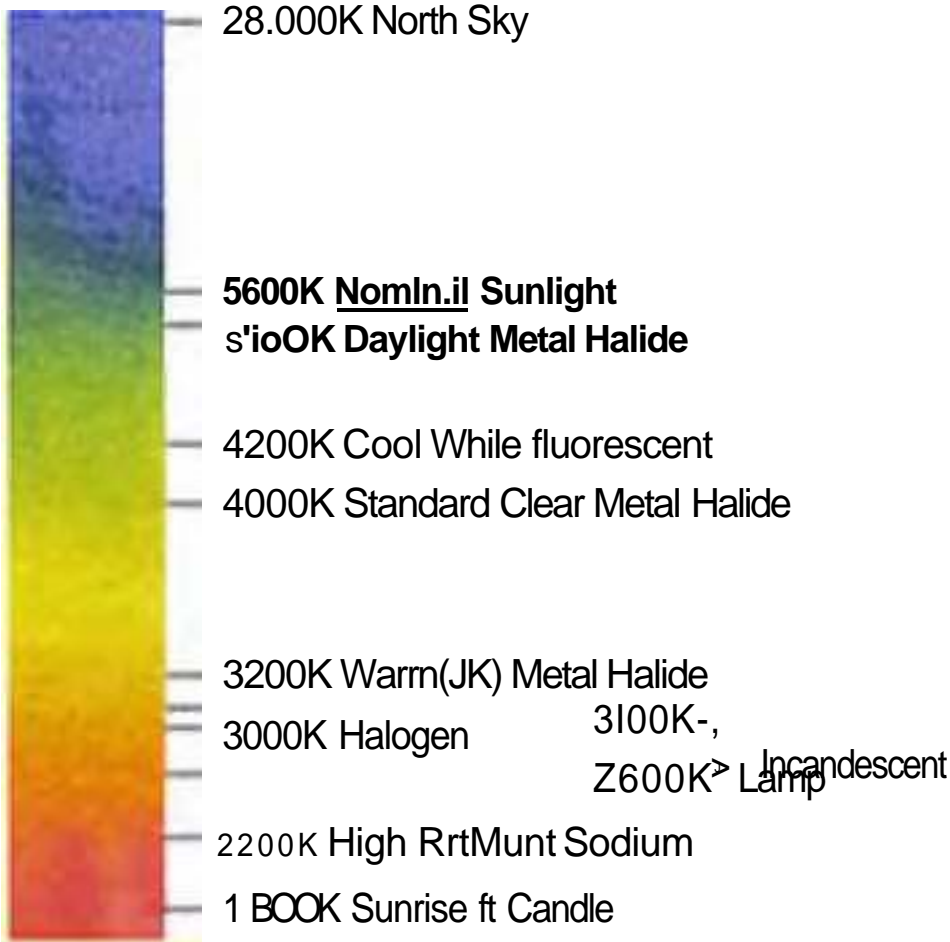 28.000K North Sky
5600K NomIn.il Sunlight
s'ioOK Daylight Metal Halide
4200K Cool While fluorescent
4000K Standard Clear Metal Halide
3200K Warrn(JK) Metal Halide
3I00K-,
3000K Halogen
Z600K> Lamp Incandescent
2200K High RrtMunt Sodium
1 BOOK Sunrise ft Candle